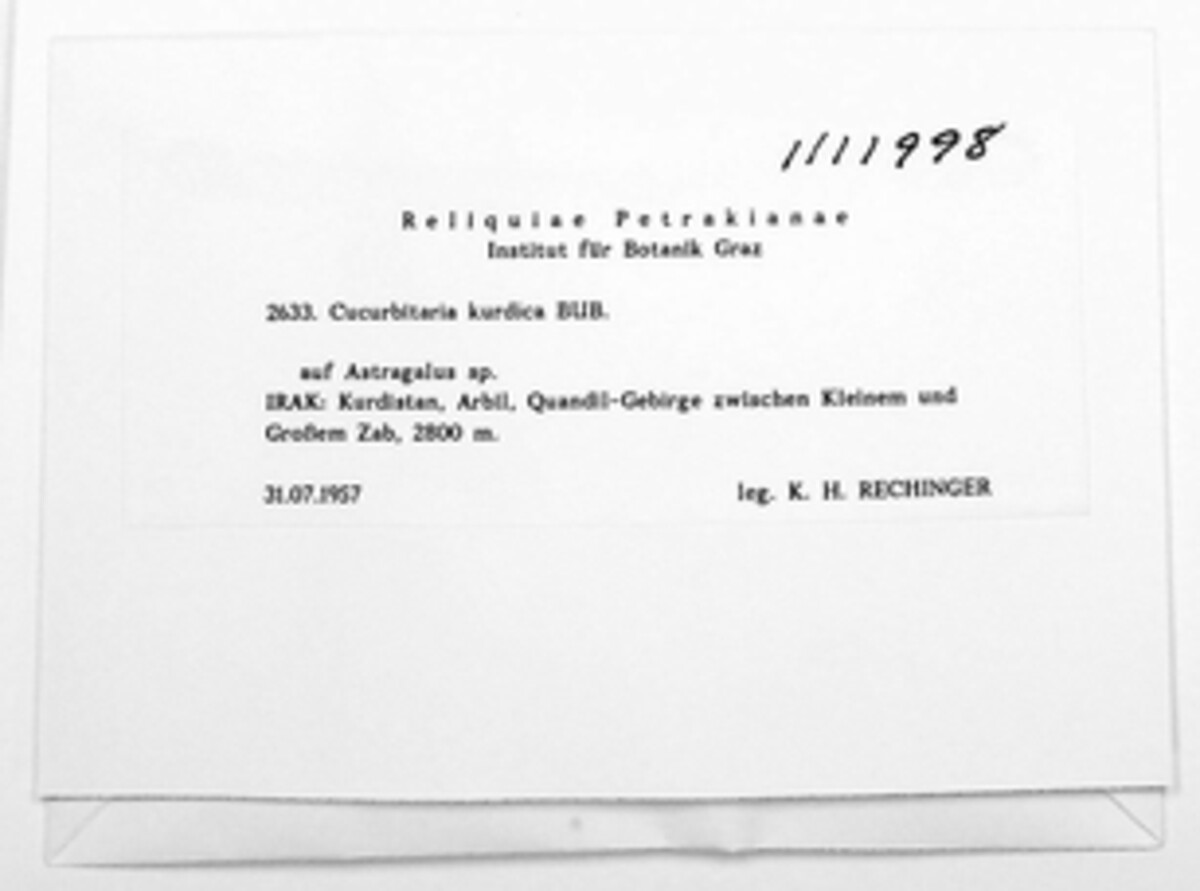 1111998
Reliquiae Petrakianae
Institut für Botanik Graz
2633. Cucurbitaria kurdica BUB.
auf Astragalus sp.
IRAK: Kurdistan, Arbil, Quandil-Gebirge zwischen Kleinem und
Großem Zab, 2800 m.
31.07.1957 leg. K. H. RECHINGER